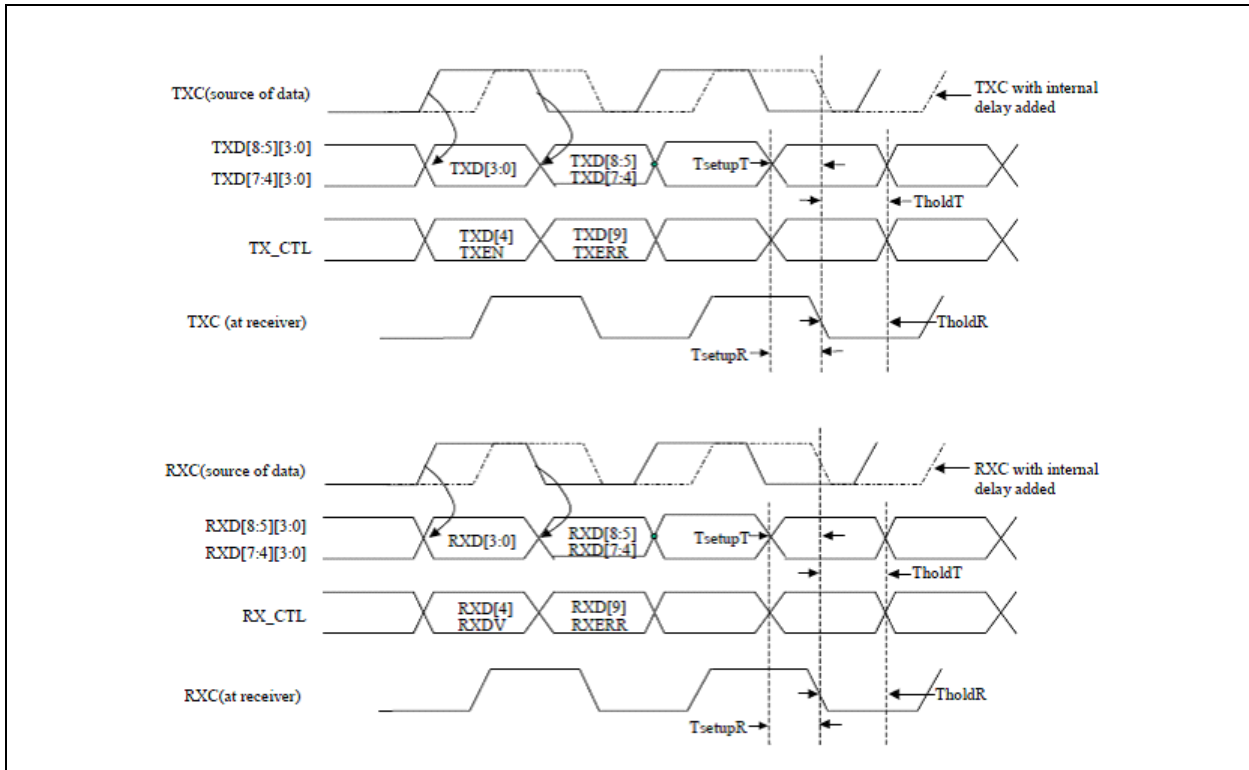 TXC(source of data)
TXC with internal
delay added
TXD[8:5][3:0]
TXD[7:4][3:0]
TXD[3:0]
TXD[8:5]
TXD[7:4]
TsetupT
TholdT
TX_CTL
TXD[4]
TXEN
TXD[9]
TXERR
TXC (at receiver)
TholdR
TsetupR
RXC(source of data)
RXC with internal
delay added
RXD[8:5][3:0]
RXD[7:4][3:0]
RXD[3:0]
RXD[8:5]
RXD[7:4]
TsetupT
TholdT
RX_CTL
RXD[4]
RXDV
RXD[9]
RXERR
RXC(at receiver)
TholdR
TsetupR